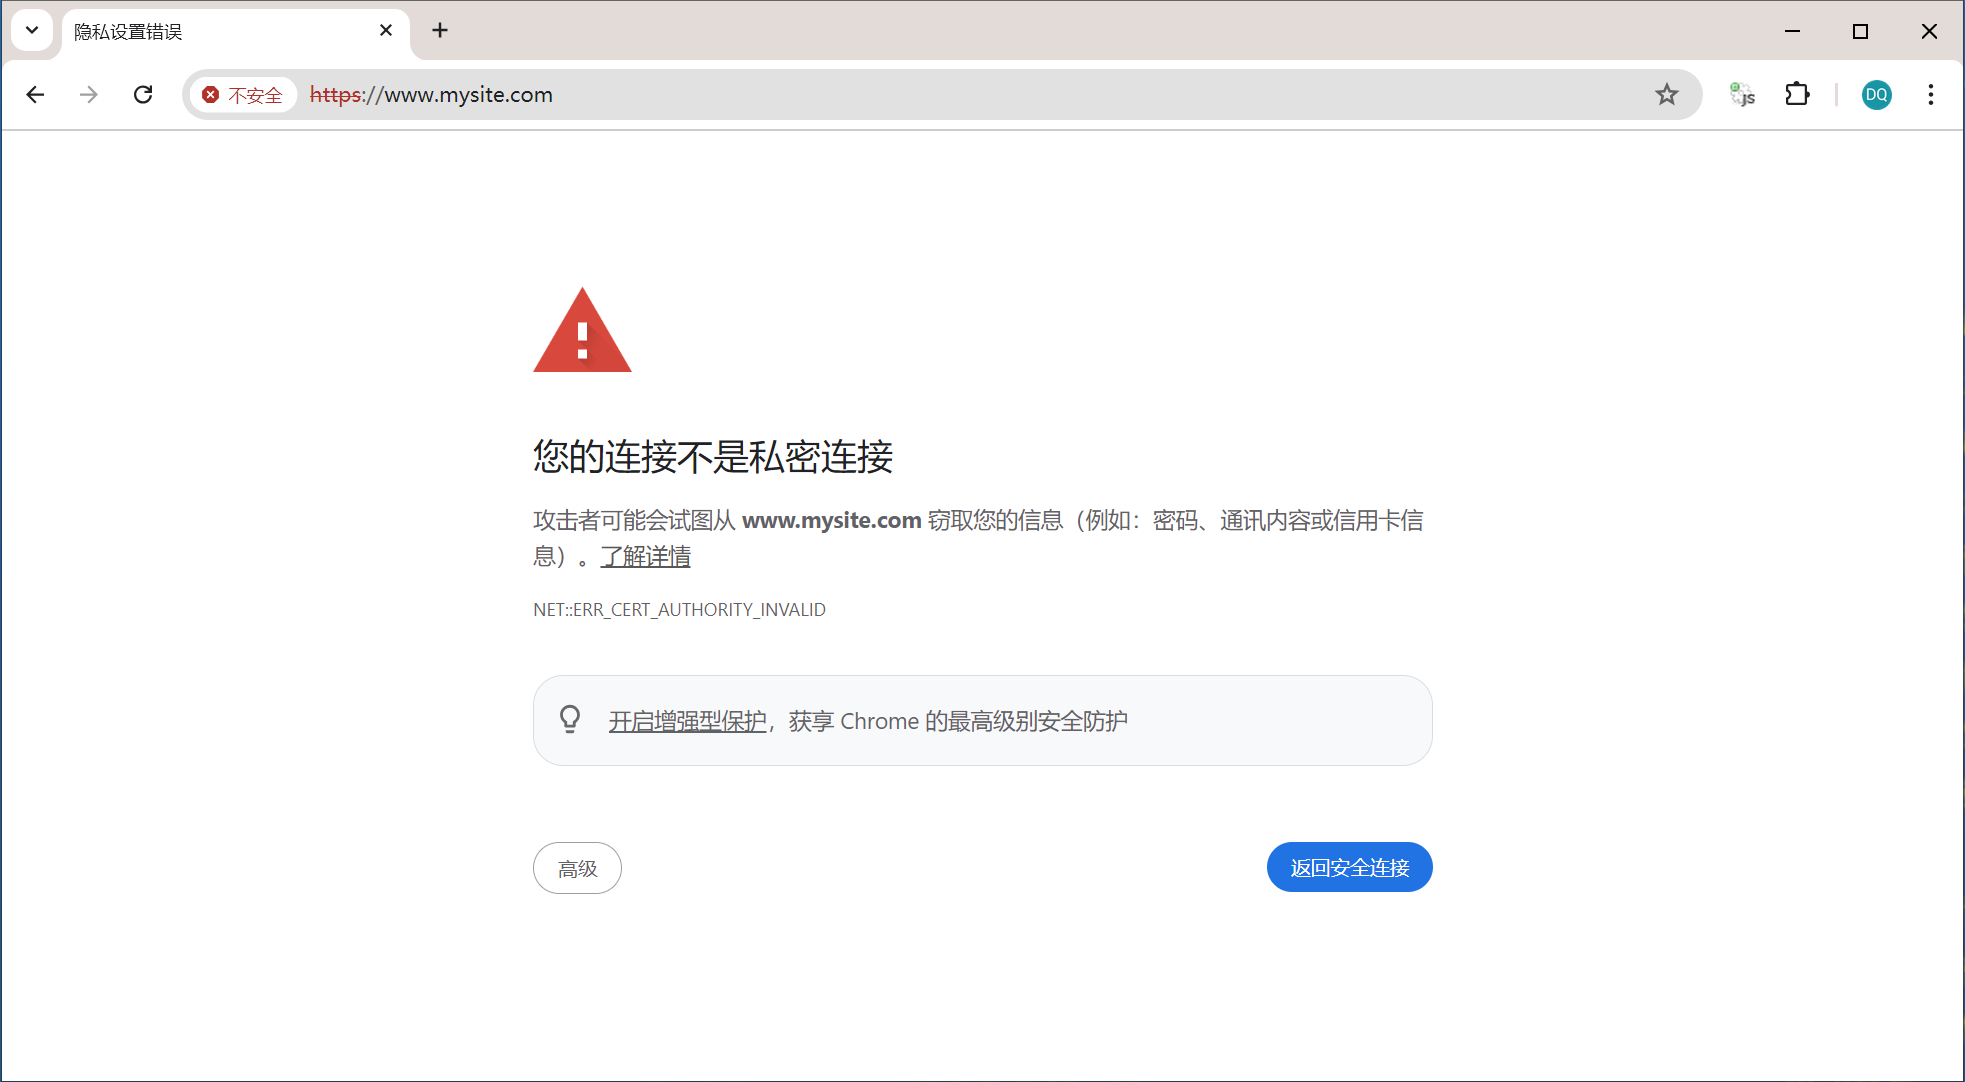 隐私设置错误
不安全
https://www.mysite.com
JS
DQ
您的连接不是私密连接
攻击者可能会试图从 www.mysite.com 窃取您的信息（例如：密码、通讯内容或信用卡信
息）。了解详情
NET::ERR_CERT_AUTHORITY_INVALID
开启增强型保护，获享 Chrome 的最高级别安全防护
高级
返回安全连接